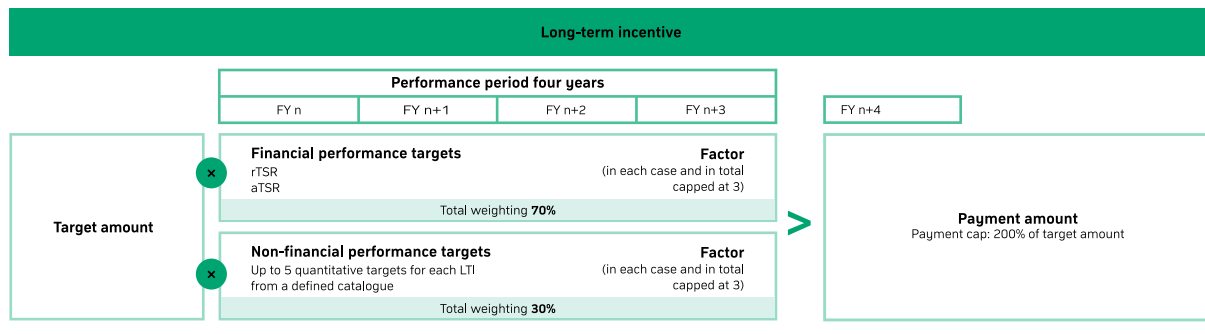 Long-term incentive
Performance period four years
FY n
FY n+1
FY n+2
FY n+3
FY n+4
Target amount
×
Financial performance targets
rTSR
aTSR
Factor
(in each case and in total
capped at 3)
Total weighting 70%
×
Non-financial performance targets
Up to 5 quantitative targets for each LTI
from a defined catalogue
Factor
(in each case and in total
capped at 3)
Total weighting 30%
>
Payment amount
Payment cap: 200% of target amount